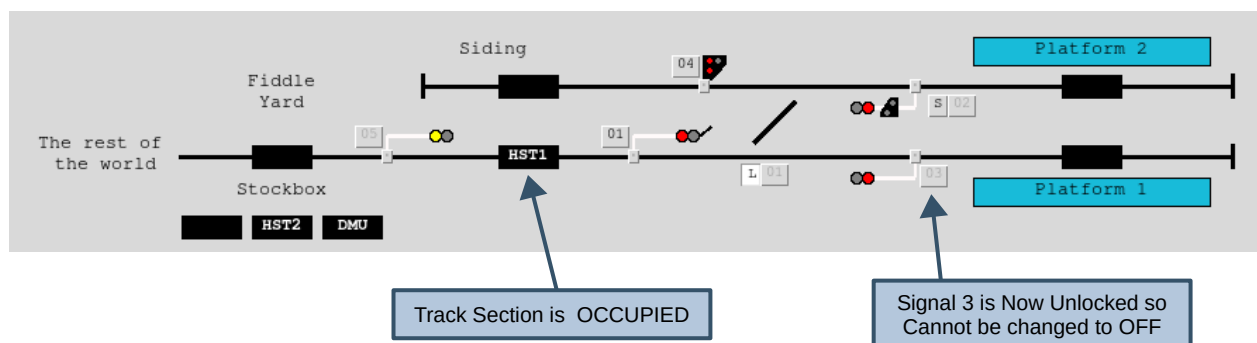 Siding
04
Platform 2
Fiddle
Yard
S 02
The rest of
the world
05
01
HST1
L 01
03
Stockbox
Platform 1
HST2
DMU
Track Section is OCCUPIED
Signal 3 is Now Unlocked so
Cannot be changed to OFF